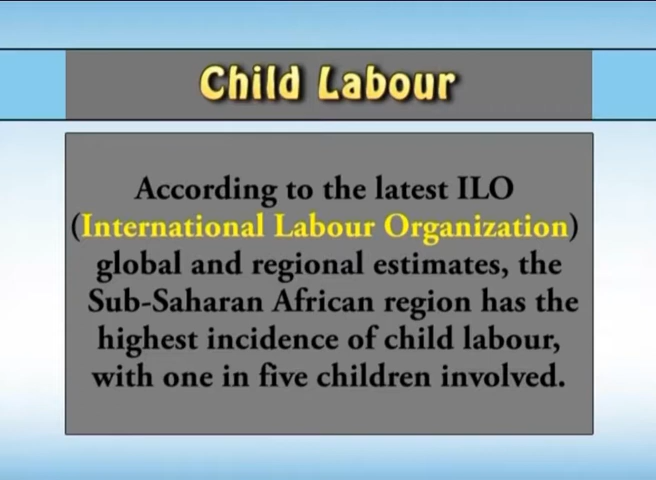 Child Labour
According to the latest ILO
(International Labour Organization)
global and regional estimates, the
Sub-Saharan African region has the
highest incidence of child labour,
with one in five children involved.